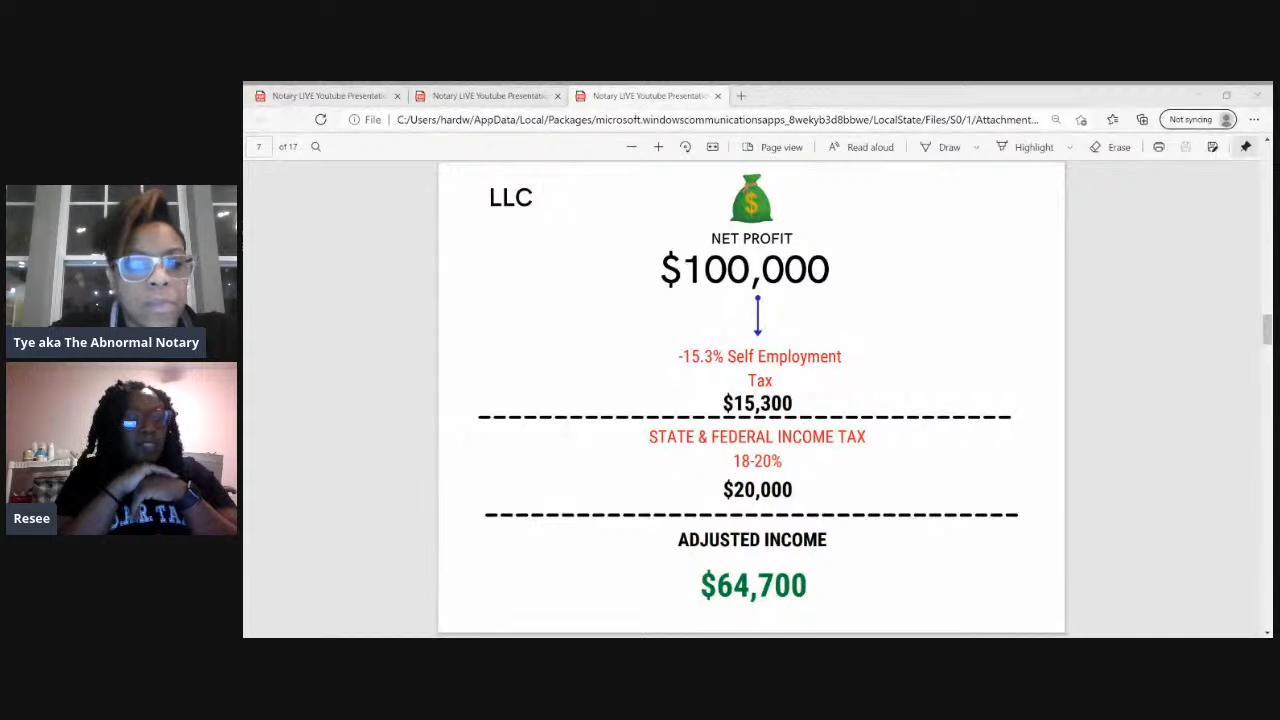 Notary LIVE Youtube Presentatic
Notary LIVE Youtube Presentatic
Notary LIVE Youtube Presentatic
File
C:/Users/hardw/AppData/Local/Packages/microsoft.windowscommunicationsapps_8wekyb3d8bbwe/LocalState/Files/S0/1/Attachment...
Not syncing
7 of 17
Page view
Read aloud
Draw
Highlight
Erase
LLC
NET PROFIT
$100,000
-15.3% Self Employment
Tax
$15,300
STATE & FEDERAL INCOME TAX
18-20%
$20,000
ADJUSTED INCOME
$64,700
Tye aka The Abnormal Notary
Resee